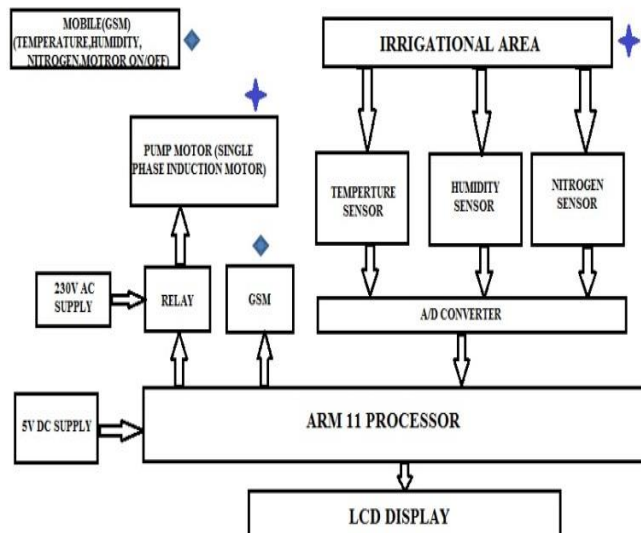 MOBILE(GSM)
(TEMPERATURE,HUMIDITY,
NITROGEN,MOTROR ON/OFF)
IRRIGATIONAL AREA
PUMP MOTOR (SINGLE
PHASE INDUCTION MOTOR)
TEMPERTURE
SENSOR
HUMIDITY
SENSOR
NITROGEN
SENSOR
230V AC
SUPPLY
RELAY
GSM
A/D CONVERTER
5V DC SUPPLY
ARM 11 PROCESSOR
LCD DISPLAY